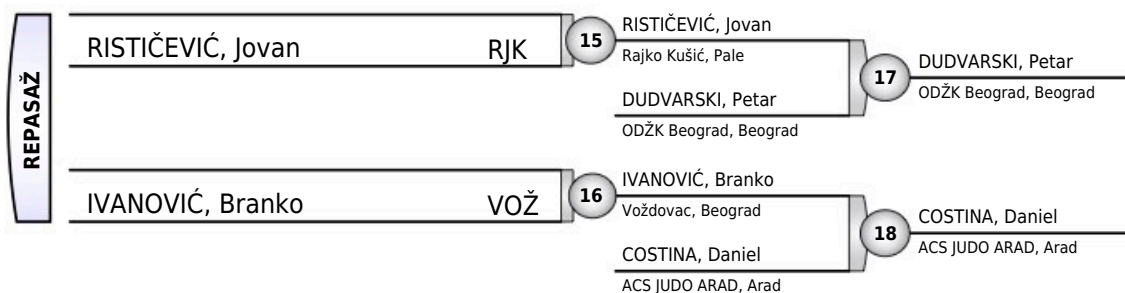 REPASAŽ
RISTIČEVIĆ, Jovan RJK
15
RISTIČEVIĆ, Jovan
Rajko Kušić, Pale
DUDVARSKI, Petar
ODŽK Beograd, Beograd
17
DUDVARSKI, Petar
ODŽK Beograd, Beograd
IVANOVIĆ, Branko VOŽ
16
IVANOVIĆ, Branko
Voždovac, Beograd
COSTINA, Daniel
ACS JUDO ARAD, Arad
18
COSTINA, Daniel
ACS JUDO ARAD, Arad